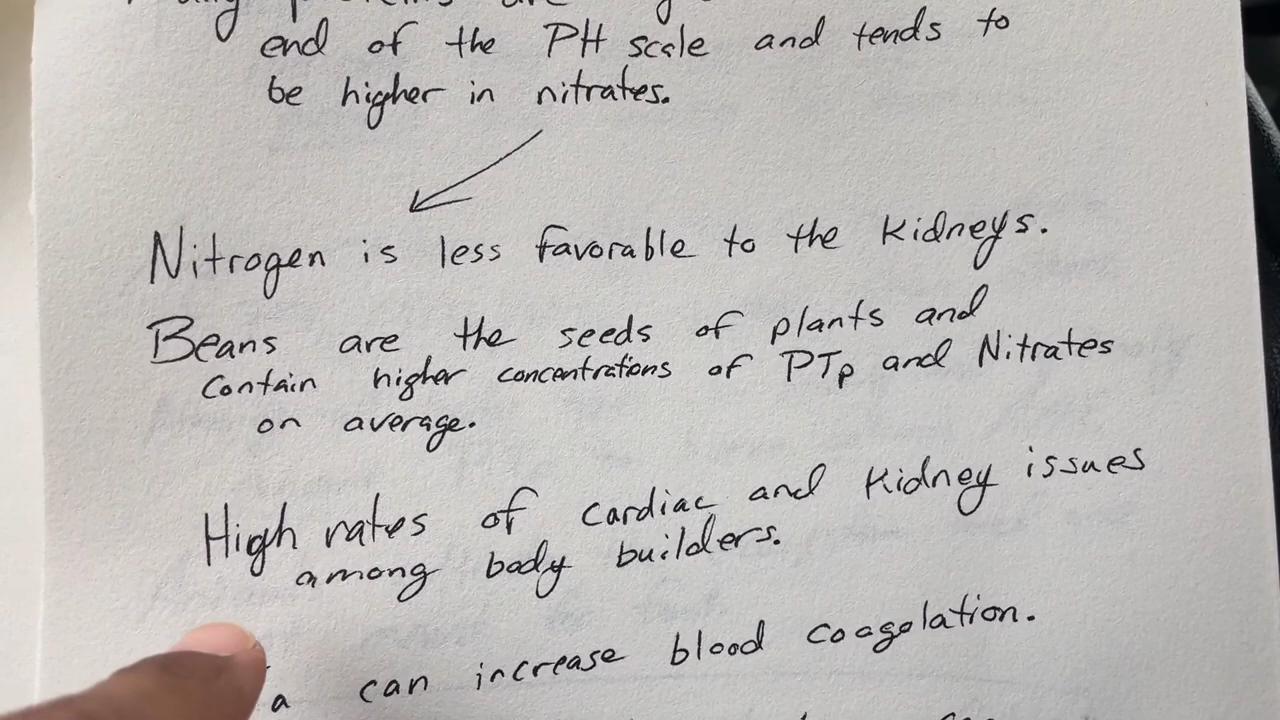 end of the PH scale and tends to
be higher in nitrates.
Nitrogen is less favorable to the kidneys.
Beans are the seeds of plants and
contain higher concentrations of PTp and Nitrates
on average.
High rates of cardiac and kidney issues
among body builders.
a can increase blood coagolation.